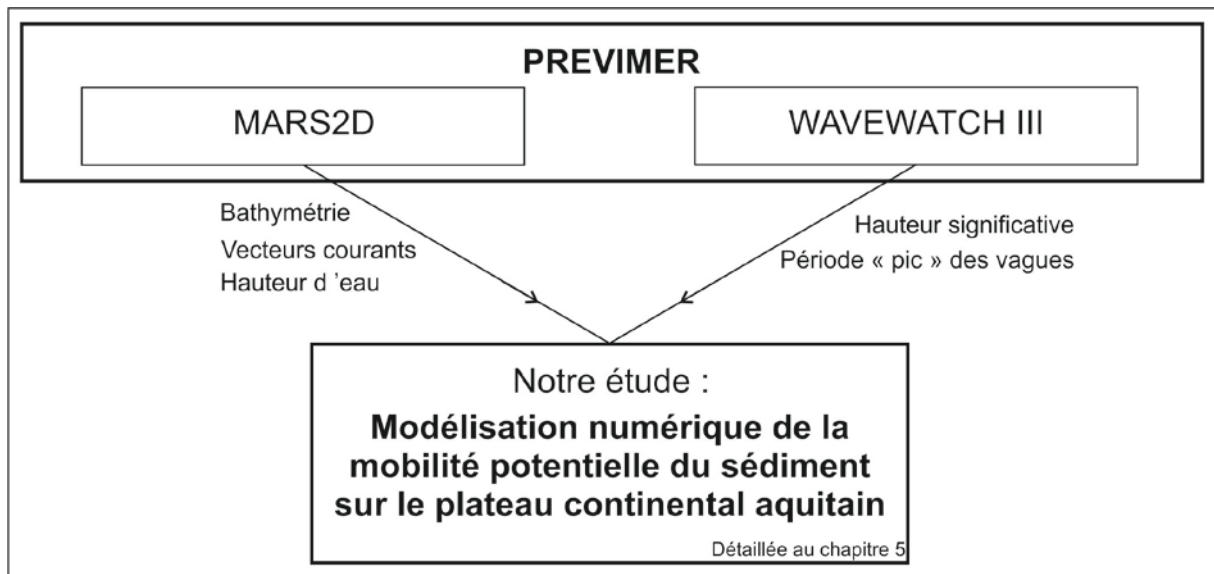 PREVIMER
MARS2D
WAVEWATCH III
Bathymétrie
Vecteurs courants
Hauteur d 'eau
Hauteur significative
Période « pic » des vagues
Notre étude :
Modélisation numérique de la
mobilité potentielle du sédiment
sur le plateau continental aquitain
Détaillée au chapitre 5